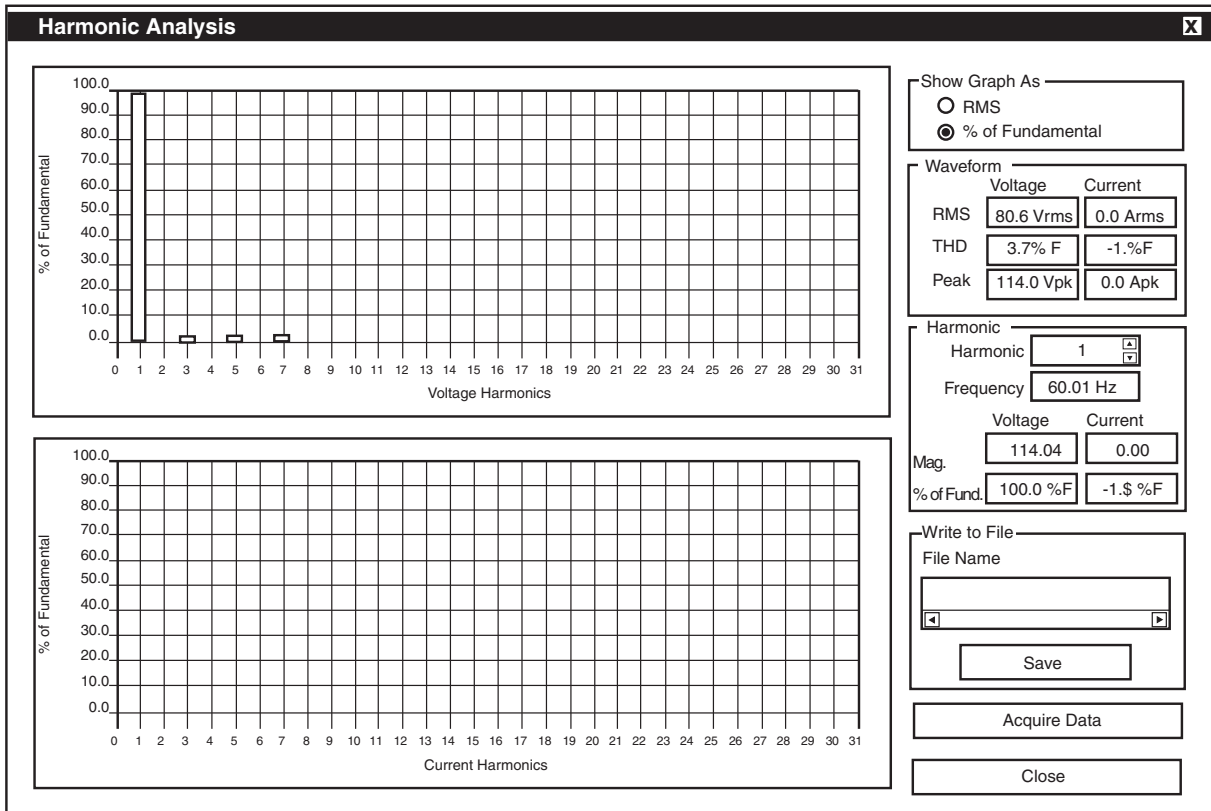 Harmonic Analysis X
100.0
90.0
80.0
70.0
60.0
50.0
40.0
30.0
20.0
10.0
0.0
% of Fundamental
0 1 2 3 4 5 6 7 8 9 10 11 12 13 14 15 16 17 18 19 20 21 22 23 24 25 26 27 28 29 30 31
Voltage Harmonics
100.0
90.0
80.0
70.0
60.0
50.0
40.0
30.0
20.0
10.0
0.0
% of Fundamental
0 1 2 3 4 5 6 7 8 9 10 11 12 13 14 15 16 17 18 19 20 21 22 23 24 25 26 27 28 29 30 31
Current Harmonics
Show Graph As
RMS
% of Fundamental
Waveform
Voltage Current
RMS 80.6 Vrms 0.0 Arms
THD 3.7% F -1.%F
Peak 114.0 Vpk 0.0 Apk
Harmonic
Harmonic 1
Frequency 60.01 Hz
Voltage Current
Mag. 114.04 0.00
% of Fund. 100.0 %F -1.$ %F
Write to File
File Name
Save
Acquire Data
Close